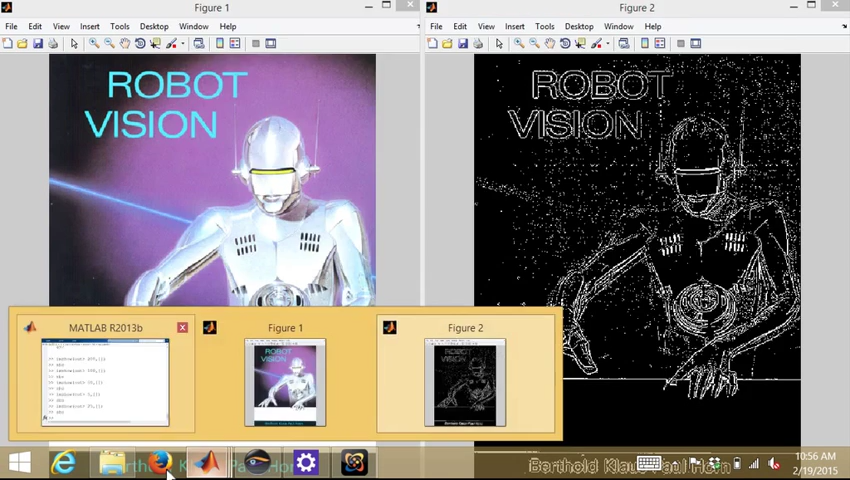 Figure 1
Figure 2
File Edit View Insert Tools Desktop Window Help
File Edit View Insert Tools Desktop Window Help
ROBOT
VISION
ROBOT
VISION
MATLAB R2013b
Figure 1
Figure 2
ROBOT
VISION
10:56 AM
2/19/2015
Berthold Klaus Paul Horn